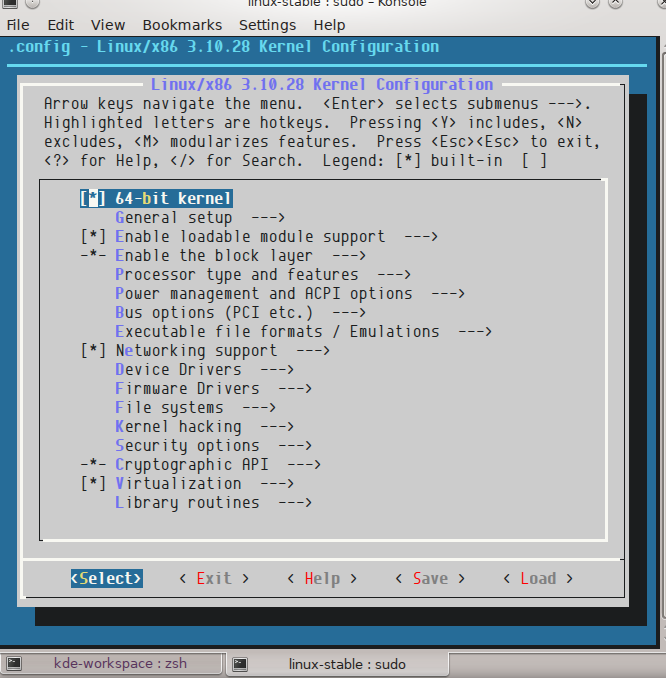 linux-stable : sudo – Konsole
File Edit View Bookmarks Settings Help
.config - Linux/x86 3.10.28 Kernel Configuration
Linux/x86 3.10.28 Kernel Configuration
Arrow keys navigate the menu. <Enter> selects submenus --->.
Highlighted letters are hotkeys. Pressing <Y> includes, <N>
excludes, <M> modularizes features. Press <Esc><Esc> to exit,
<?> for Help, </> for Search. Legend: [*] built-in [ ]
[*] 64-bit kernel
General setup --->
[*] Enable loadable module support --->
-*- Enable the block layer --->
Processor type and features --->
Power management and ACPI options --->
Bus options (PCI etc.) --->
Executable file formats / Emulations --->
[*] Networking support --->
Device Drivers --->
Firmware Drivers --->
File systems --->
Kernel hacking --->
Security options --->
-*- Cryptographic API --->
[*] Virtualization --->
Library routines --->
<Select> < Exit > < Help > < Save > < Load >
kde-workspace : zsh linux-stable : sudo